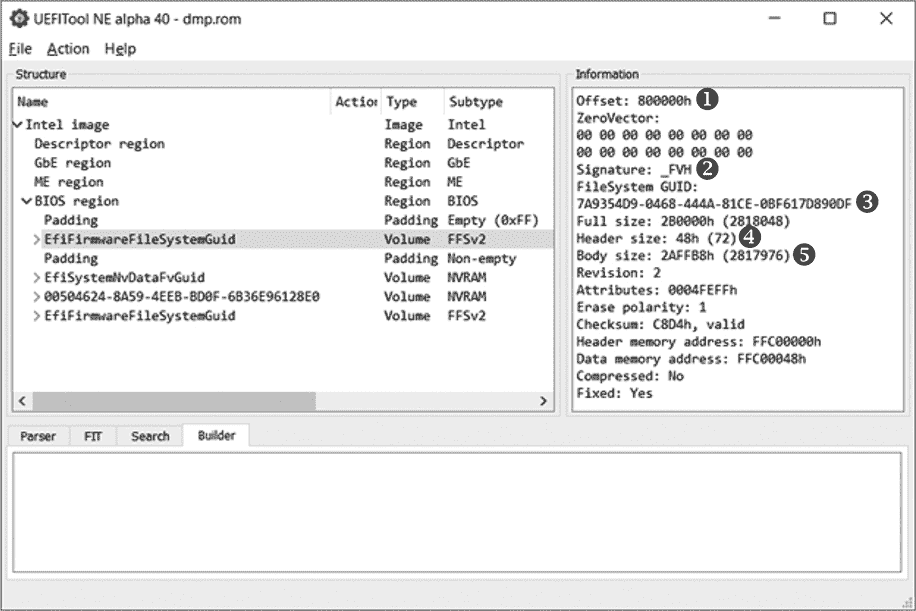 UEFITool NE alpha 40 - dmp.rom
File Action Help
Structure
Name Action Type Subtype
Intel image Image Intel
Descriptor region Region Descriptor
GbE region Region GbE
ME region Region ME
BIOS region Region BIOS
Padding Padding Empty (0xFF)
EfiFirmwareFileSystemGuid Volume FFSv2
Padding Padding Non-empty
EfiSystemNvDataFvGuid Volume NVRAM
00504624-8A59-4EEB-BD0F-6B36E96128E0 Volume NVRAM
EfiFirmwareFileSystemGuid Volume FFSv2
Information
Offset: 800000h ❶
ZeroVector:
00 00 00 00 00 00 00 00
00 00 00 00 00 00 00 00
Signature: _FVH ❷
FileSystem GUID:
7A9354D9-0468-444A-81CE-0BF617D890DF ❸
Full size: 2B0000h (2818048)
Header size: 48h (72) ❹
Body size: 2AFFB8h (2817976) ❺
Revision: 2
Attributes: 0004FEFFh
Erase polarity: 1
Checksum: C8D4h, valid
Header memory address: FFC00000h
Data memory address: FFC00048h
Compressed: No
Fixed: Yes
Parser FIT Search Builder